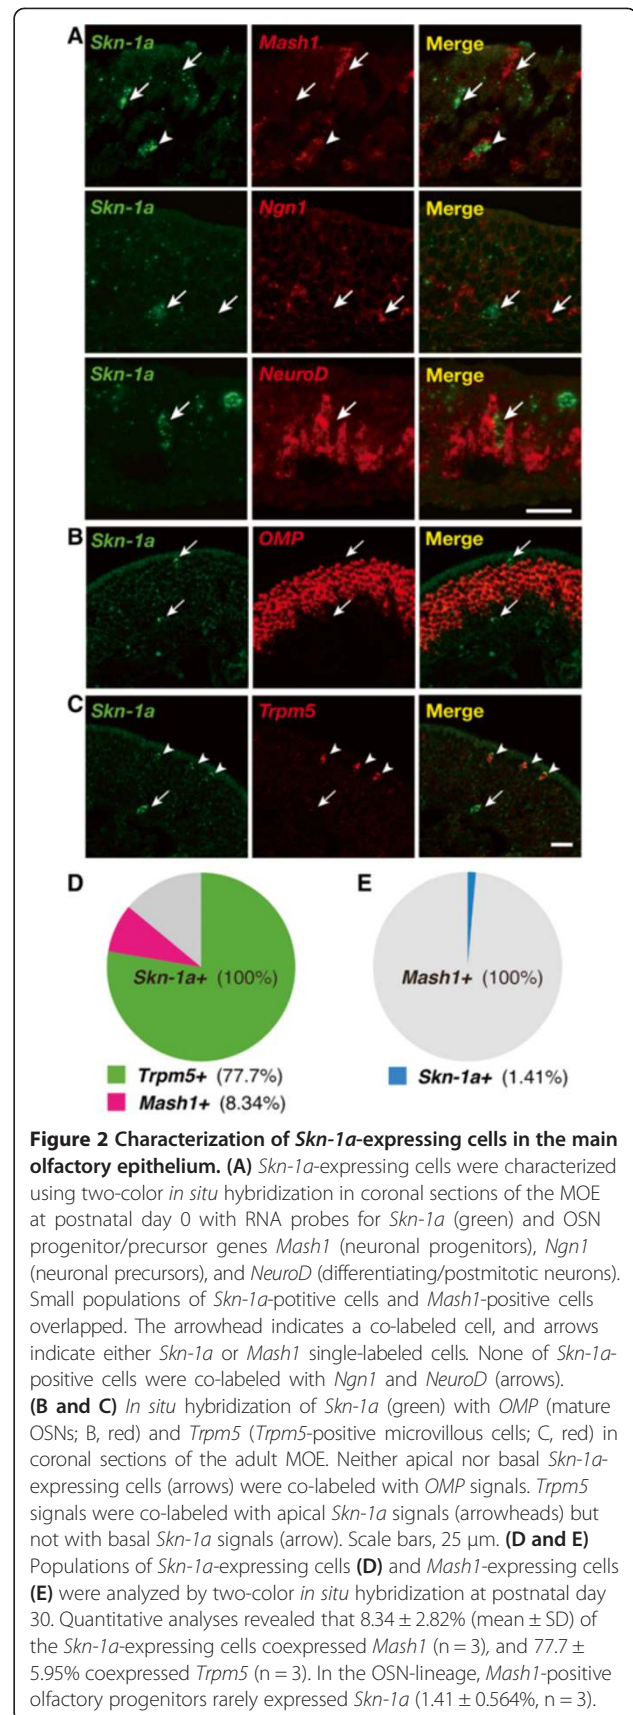 A
Skn-1a
Mash1
Merge
Skn-1a
Ngn1
Merge
Skn-1a
NeuroD
Merge
B
Skn-1a
OMP
Merge
C
Skn-1a
Trpm5
Merge
D
E
Skn-1a+ (100%)
Mash1+ (100%)
Trpm5+ (77.7%)
Mash1+ (8.34%)
Skn-1a+ (1.41%)
Figure 2 Characterization of Skn-1a-expressing cells in the main
olfactory epithelium. (A) Skn-1a-expressing cells were characterized
using two-color in situ hybridization in coronal sections of the MOE
at postnatal day 0 with RNA probes for Skn-1a (green) and OSN
progenitor/precursor genes Mash1 (neuronal progenitors), Ngn1
(neuronal precursors), and NeuroD (differentiating/postmitotic neurons).
Small populations of Skn-1a-potitive cells and Mash1-positive cells
overlapped. The arrowhead indicates a co-labeled cell, and arrows
indicate either Skn-1a or Mash1 single-labeled cells. None of Skn-1a-
positive cells were co-labeled with Ngn1 and NeuroD (arrows).
(B and C) In situ hybridization of Skn-1a (green) with OMP (mature
OSNs; B, red) and Trpm5 (Trpm5-positive microvillous cells; C, red) in
coronal sections of the adult MOE. Neither apical nor basal Skn-1a-
expressing cells (arrows) were co-labeled with OMP signals. Trpm5
signals were co-labeled with apical Skn-1a signals (arrowheads) but
not with basal Skn-1a signals (arrow). Scale bars, 25 μm. (D and E)
Populations of Skn-1a-expressing cells (D) and Mash1-expressing cells
(E) were analyzed by two-color in situ hybridization at postnatal day
30. Quantitative analyses revealed that 8.34 ± 2.82% (mean ± SD) of
the Skn-1a-expressing cells coexpressed Mash1 (n = 3), and 77.7 ±
5.95% coexpressed Trpm5 (n = 3). In the OSN-lineage, Mash1-positive
olfactory progenitors rarely expressed Skn-1a (1.41 ± 0.564%, n = 3).